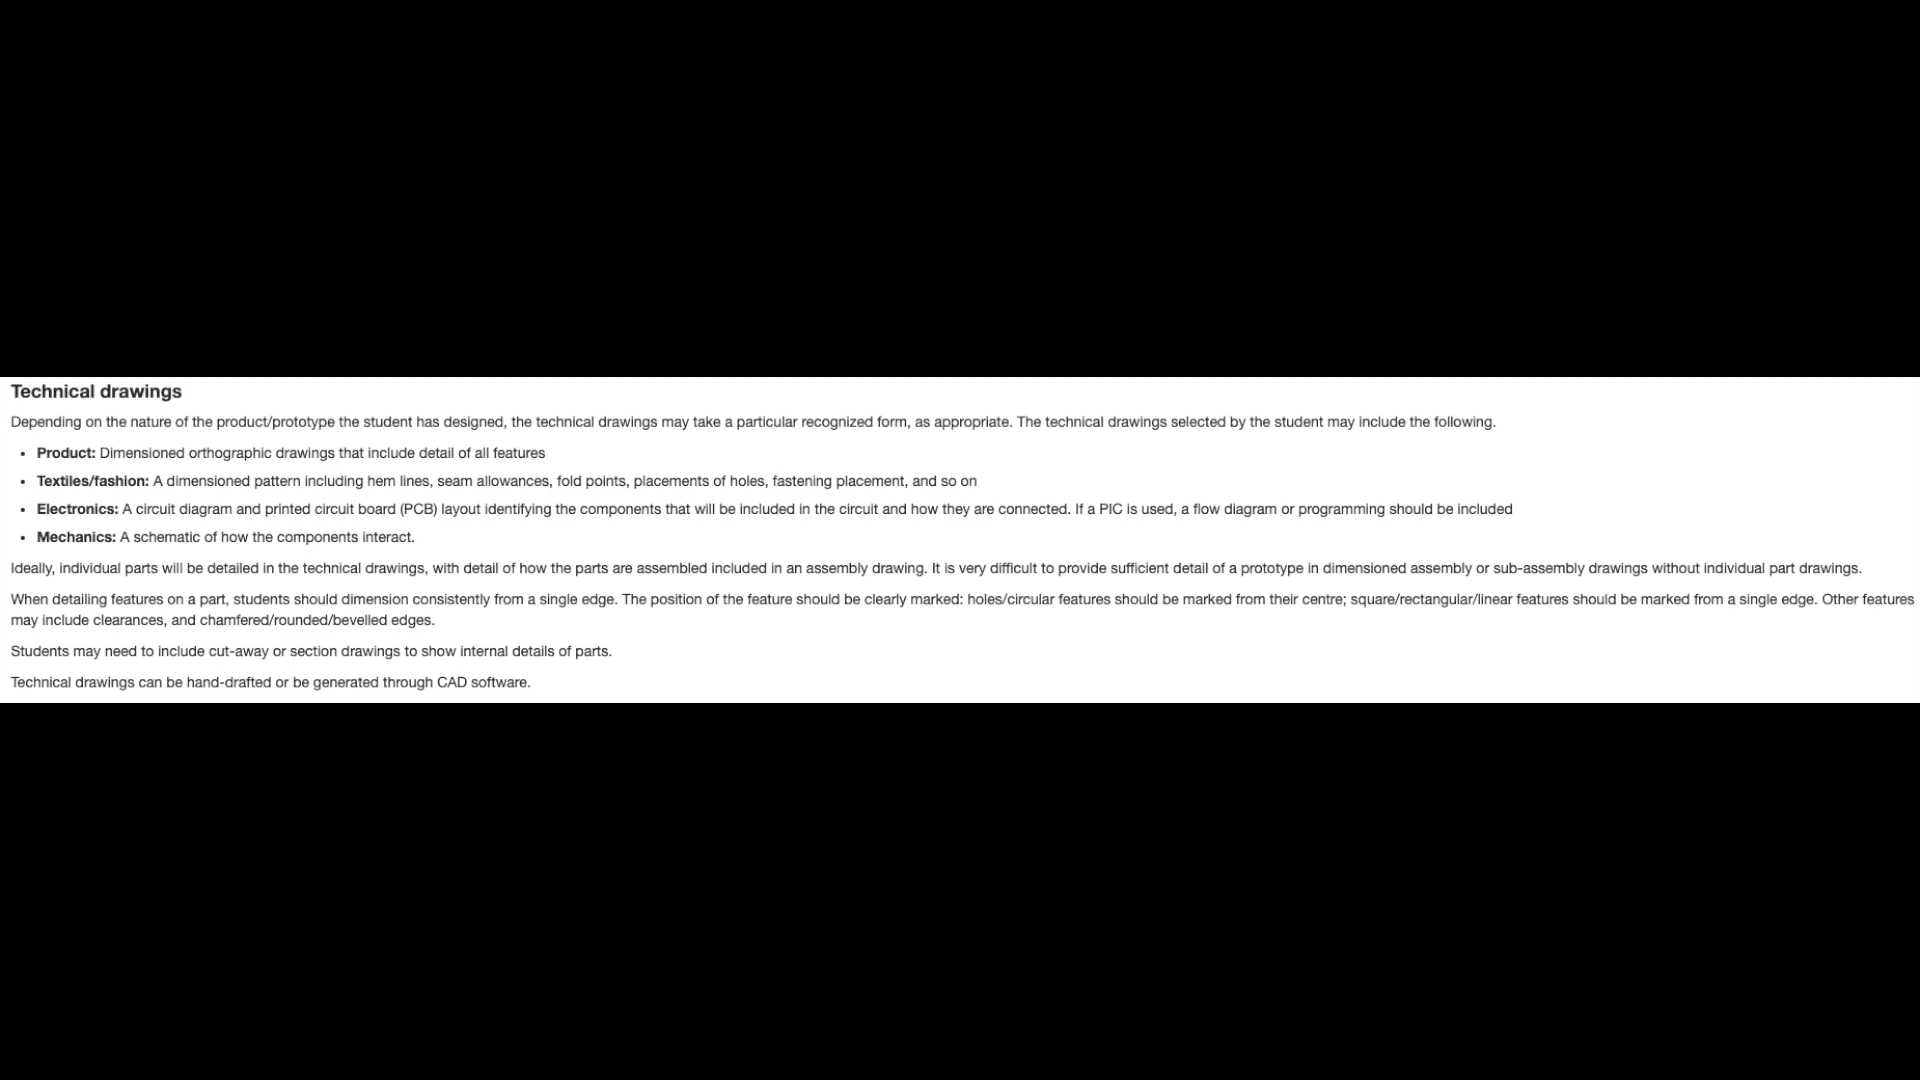 Technical drawings
Depending on the nature of the product/prototype the student has designed, the technical drawings may take a particular recognized form, as appropriate. The technical drawings selected by the student may include the following.
• Product: Dimensioned orthographic drawings that include detail of all features
• Textiles/fashion: A dimensioned pattern including hem lines, seam allowances, fold points, placements of holes, fastening placement, and so on
• Electronics: A circuit diagram and printed circuit board (PCB) layout identifying the components that will be included in the circuit and how they are connected. If a PIC is used, a flow diagram or programming should be included
• Mechanics: A schematic of how the components interact.
Ideally, individual parts will be detailed in the technical drawings, with detail of how the parts are assembled included in an assembly drawing. It is very difficult to provide sufficient detail of a prototype in dimensioned assembly or sub-assembly drawings without individual part drawings.
When detailing features on a part, students should dimension consistently from a single edge. The position of the feature should be clearly marked: holes/circular features should be marked from their centre; square/rectangular/linear features should be marked from a single edge. Other features
may include clearances, and chamfered/rounded/bevelled edges.
Students may need to include cut-away or section drawings to show internal details of parts.
Technical drawings can be hand-drafted or be generated through CAD software.